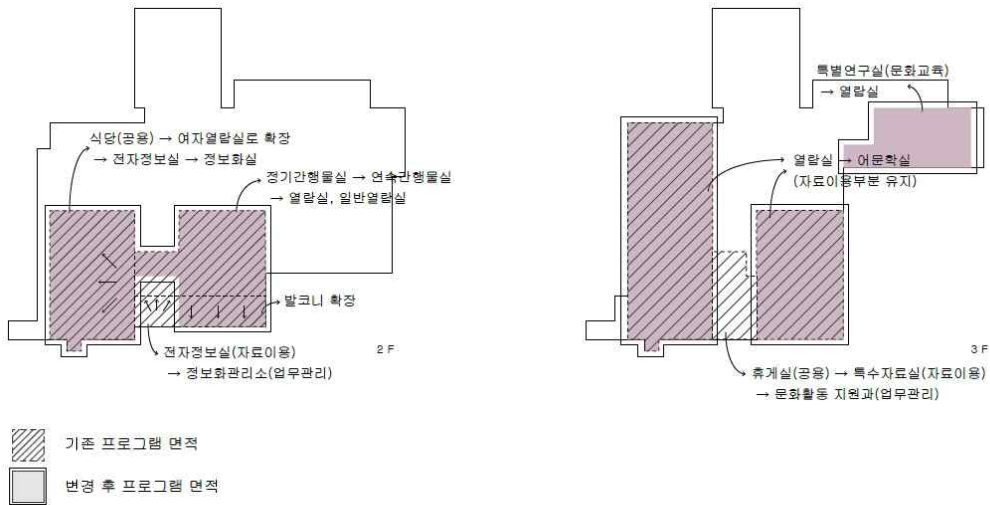 식당(공용) → 여자열람실로 확장
→ 전자정보실 → 정보화실
정기간행물실 → 연속간행물실
→ 열람실, 일반열람실
발코니 확장
2 F
전자정보실(자료이용)
→ 정보화관리소(업무관리)
특별연구실(문화교육)
→ 열람실
열람실 → 어문학실
(자료이용부분 유지)
3 F
휴게실(공용) → 특수자료실(자료이용)
→ 문화활동 지원과(업무관리)
기존 프로그램 면적
변경 후 프로그램 면적